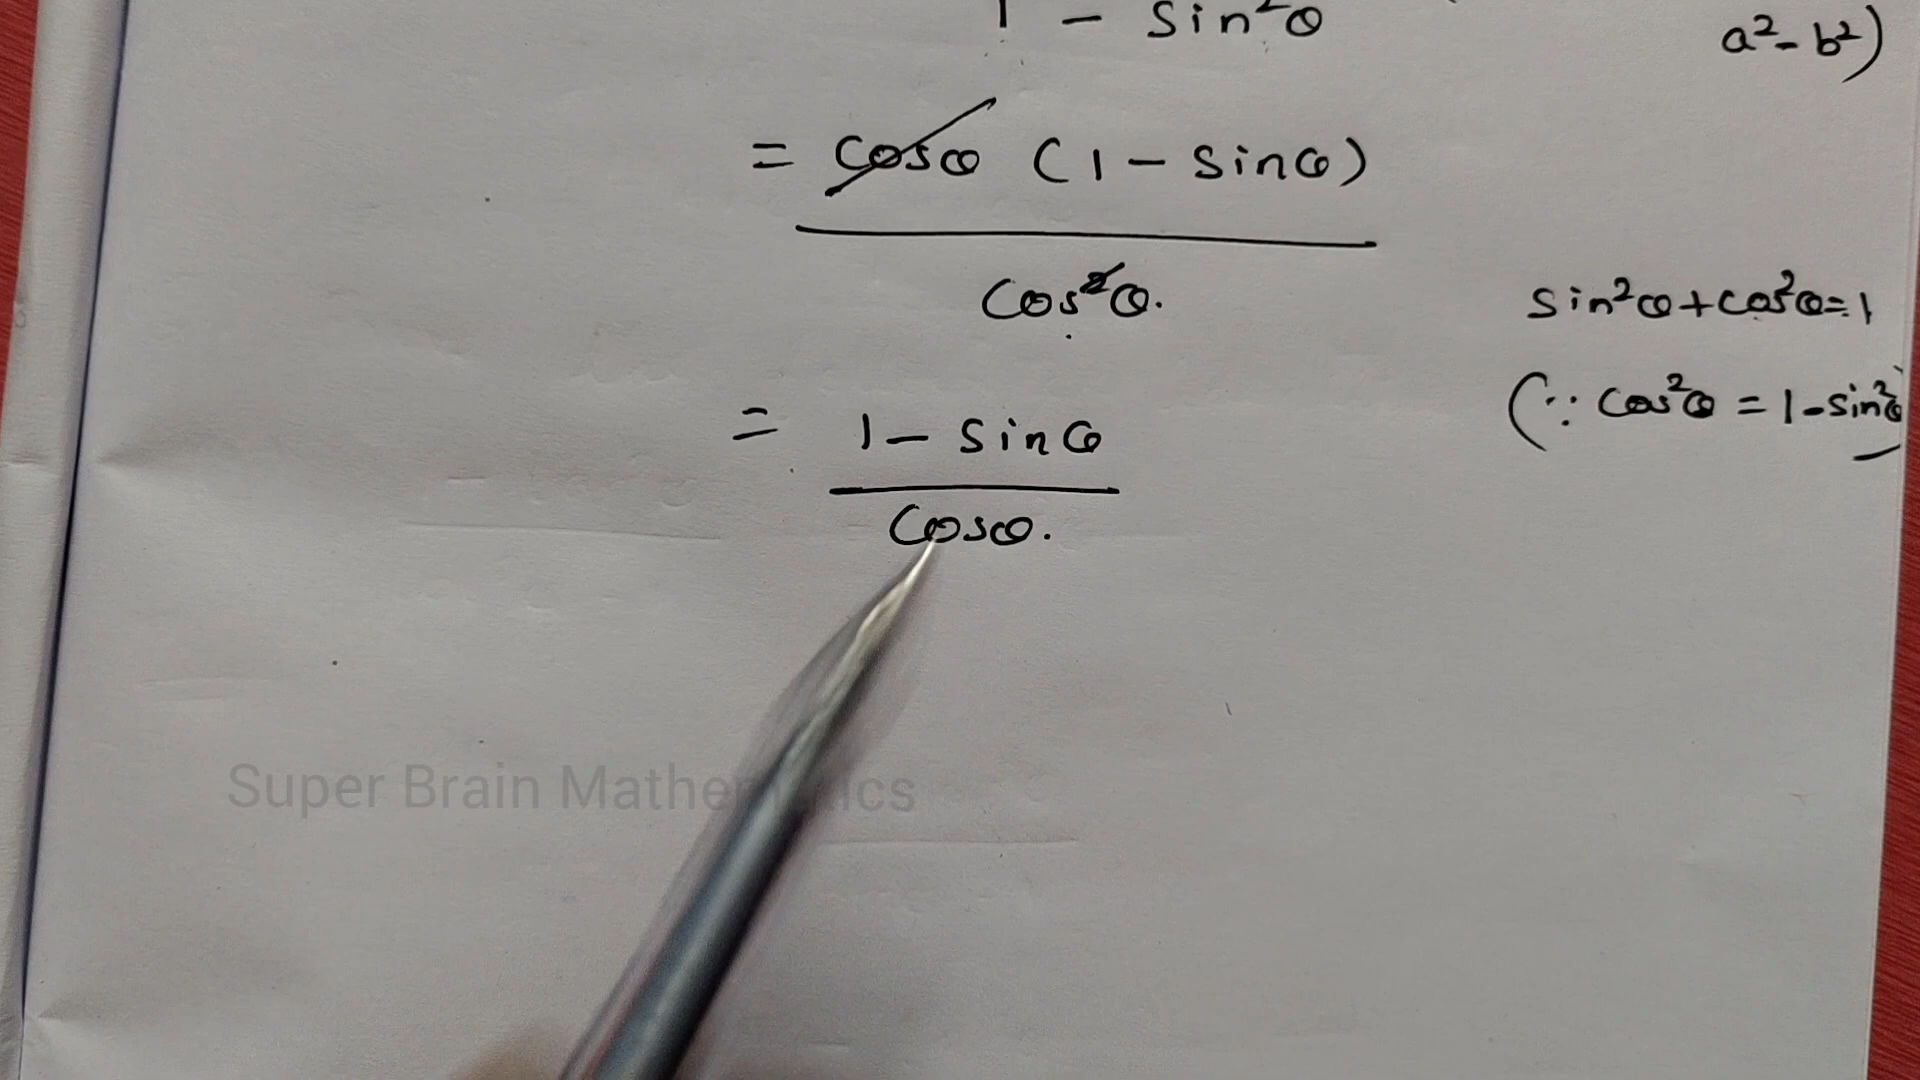 1 - sin²θ
a² - b²)
= cosθ (1 - sinθ)
cos²θ.
sin²θ + cos²θ = 1
(∵ cos²θ = 1 - sin²θ)
= 1 - sinθ
cosθ.
Super Brain Mathematics